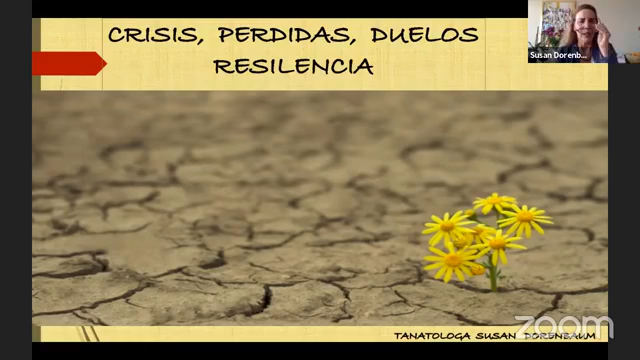 CRISIS, PERDIDAS, DUELOS
RESILENCIA
Susan Dorenb...
TANATOLOGA SUSAN DORENBAUM
zoom